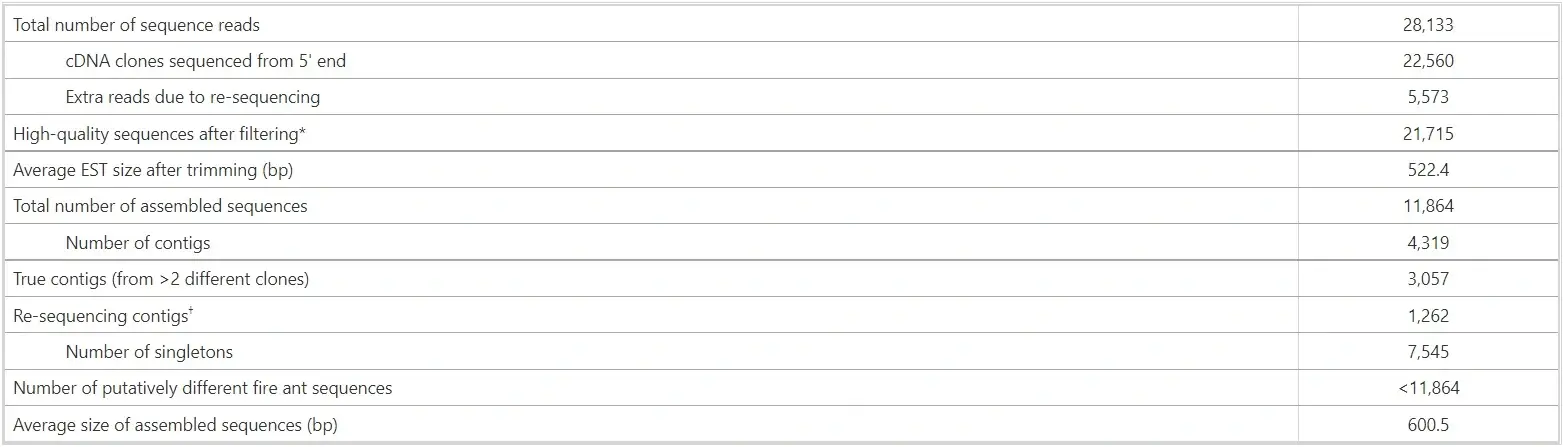 Total number of sequence reads 28,133
cDNA clones sequenced from 5' end 22,560
Extra reads due to re-sequencing 5,573
High-quality sequences after filtering* 21,715
Average EST size after trimming (bp) 522.4
Total number of assembled sequences 11,864
Number of contigs 4,319
True contigs (from >2 different clones) 3,057
Re-sequencing contigs† 1,262
Number of singletons 7,545
Number of putatively different fire ant sequences <11,864
Average size of assembled sequences (bp) 600.5